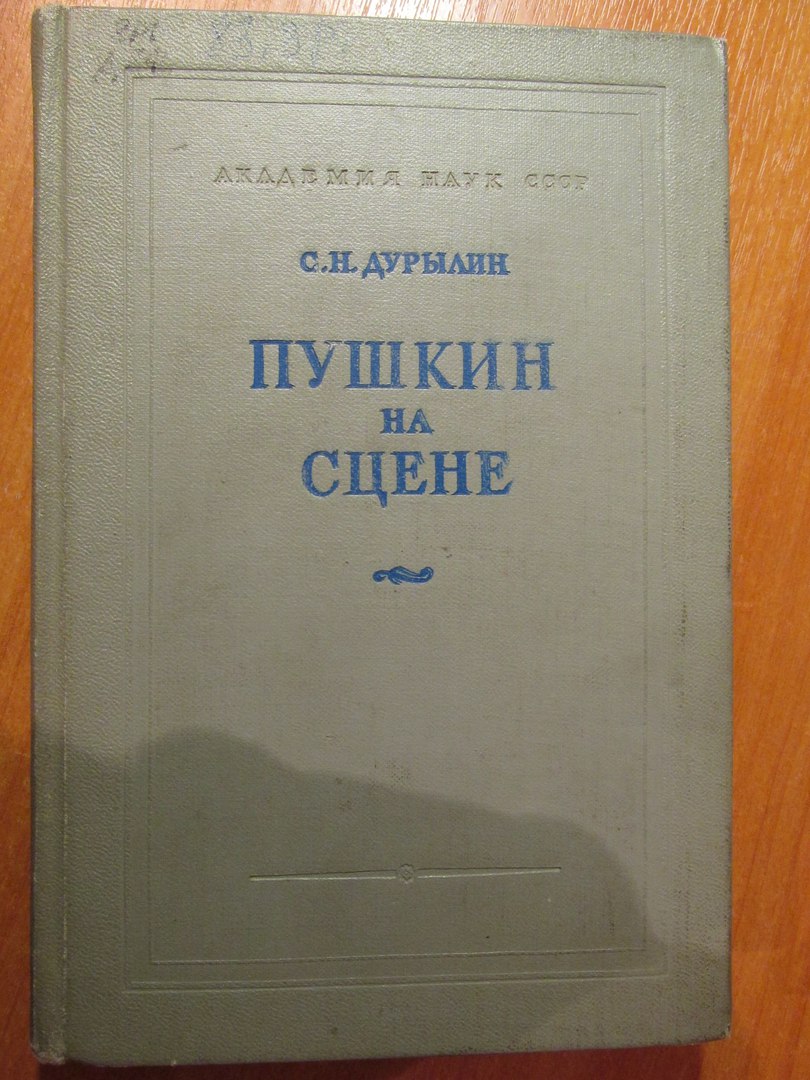 АКАДЕМИЯ НАУК СССР
С.Н.ДУРЫЛИН
ПУШКИН
НА
СЦЕНЕ